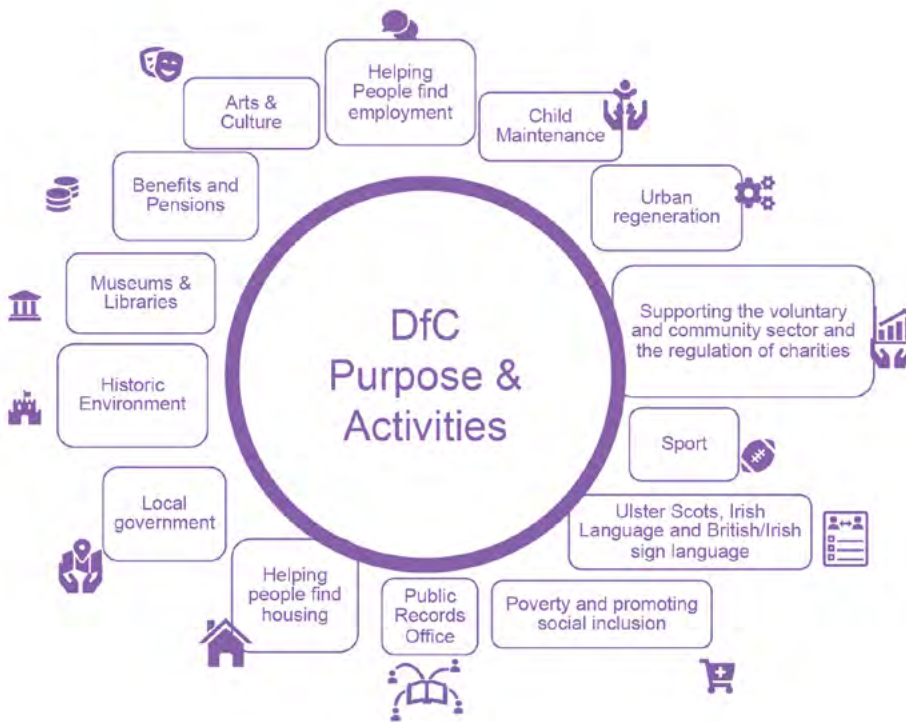 Helping
People find
employment
Child
Maintenance
Urban
regeneration
Supporting the voluntary
and community sector and
the regulation of charities
Sport
Ulster Scots, Irish
Language and British/Irish
sign language
Poverty and promoting
social inclusion
Public
Records
Office
Helping
people find
housing
Local
government
Historic
Environment
Museums &
Libraries
Benefits and
Pensions
Arts &
Culture
DfC
Purpose &
Activities